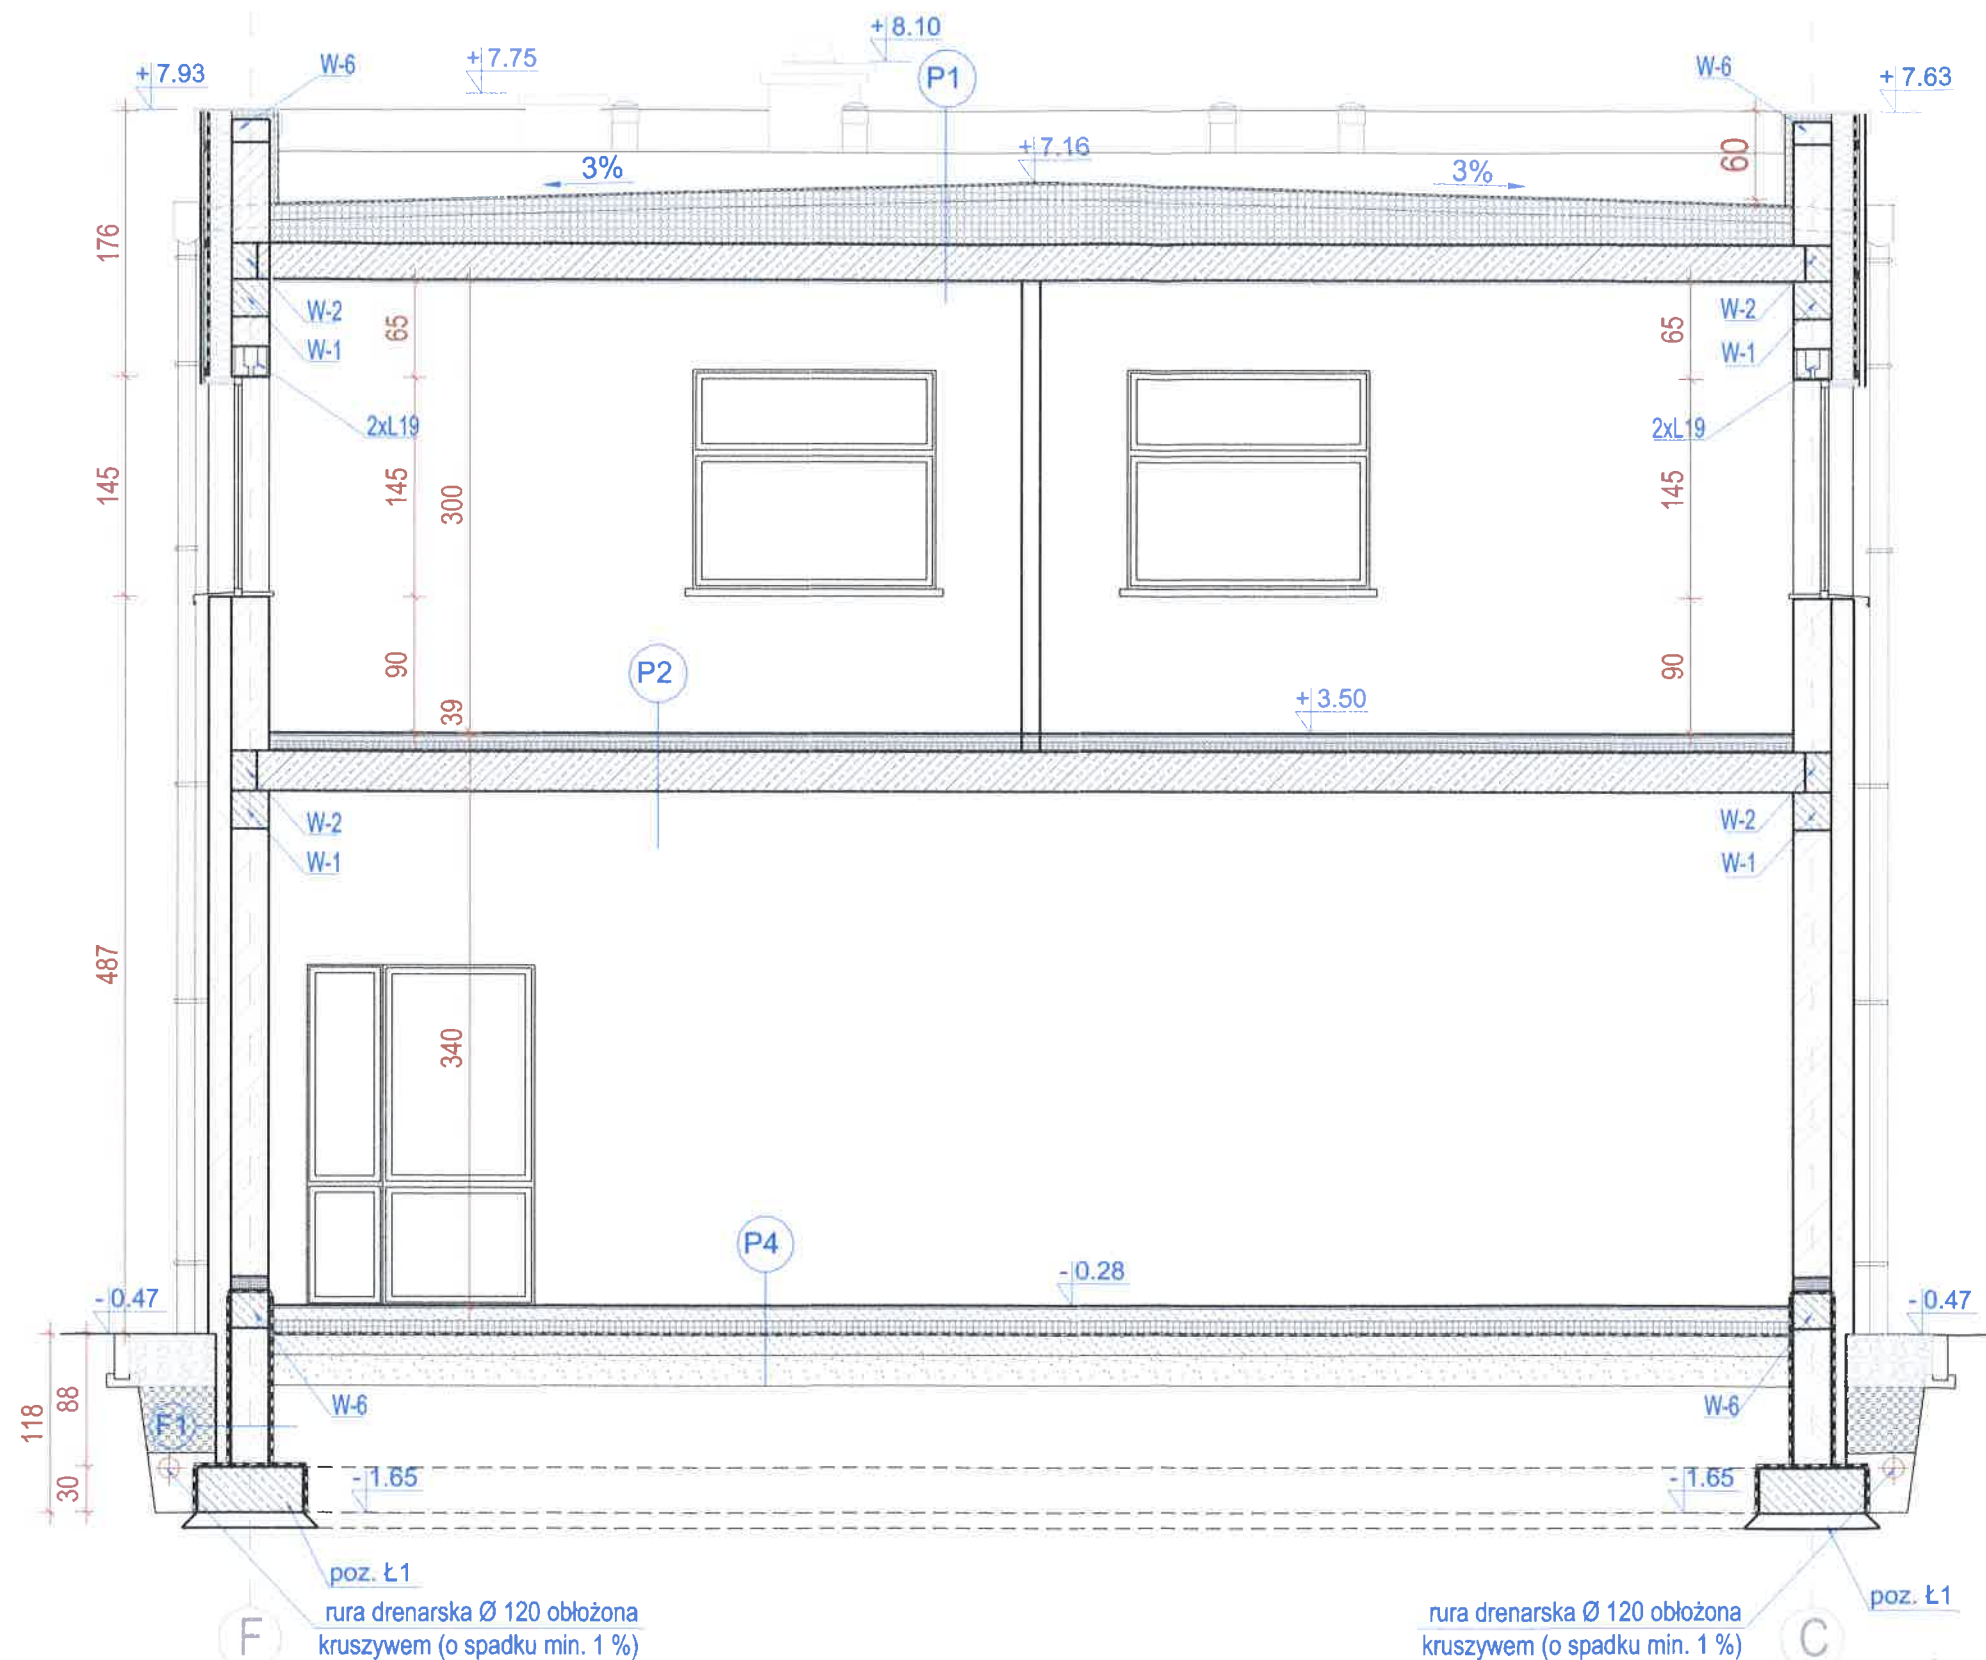 + 8.10
W-6
+ 7.75
+ 7.93
P1
W-6
+ 7.63
+ 7.16
60
3%
3%
176
W-2
W-1
65
W-2
W-1
65
2xL19
2xL19
145
145
300
145
90
P2
39
+ 3.50
90
W-2
W-1
W-2
W-1
487
340
P4
- 0.28
- 0.47
- 0.47
118
88
30
F1
W-6
W-6
- 1.65
- 1.65
poz. Ł1
poz. Ł1
rura drenarska Ø 120 obłożona
kruszywem (o spadku min. 1 %)
rura drenarska Ø 120 obłożona
kruszywem (o spadku min. 1 %)
F
C